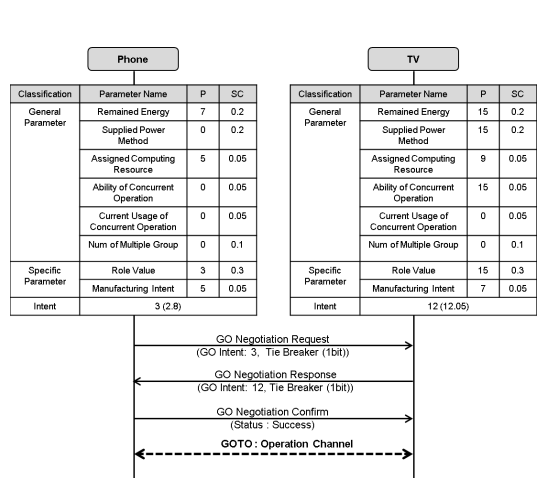 Phone
TV
Classification Parameter Name P SC
General Parameter
Remained Energy 7 0.2
Supplied Power Method 0 0.2
Assigned Computing Resource 5 0.05
Ability of Concurrent Operation 0 0.05
Current Usage of Concurrent Operation 0 0.05
Num of Multiple Group 0 0.1
Specific Parameter
Role Value 3 0.3
Manufacturing Intent 5 0.05
Intent 3 (2.8)
Classification Parameter Name P SC
General Parameter
Remained Energy 15 0.2
Supplied Power Method 15 0.2
Assigned Computing Resource 9 0.05
Ability of Concurrent Operation 15 0.05
Current Usage of Concurrent Operation 0 0.05
Num of Multiple Group 0 0.1
Specific Parameter
Role Value 15 0.3
Manufacturing Intent 7 0.05
Intent 12 (12.05)
GO Negotiation Request
(GO Intent: 3, Tie Breaker (1bit))
GO Negotiation Response
(GO Intent: 12, Tie Breaker (1bit))
GO Negotiation Confirm
(Status : Success)
GOTO : Operation Channel